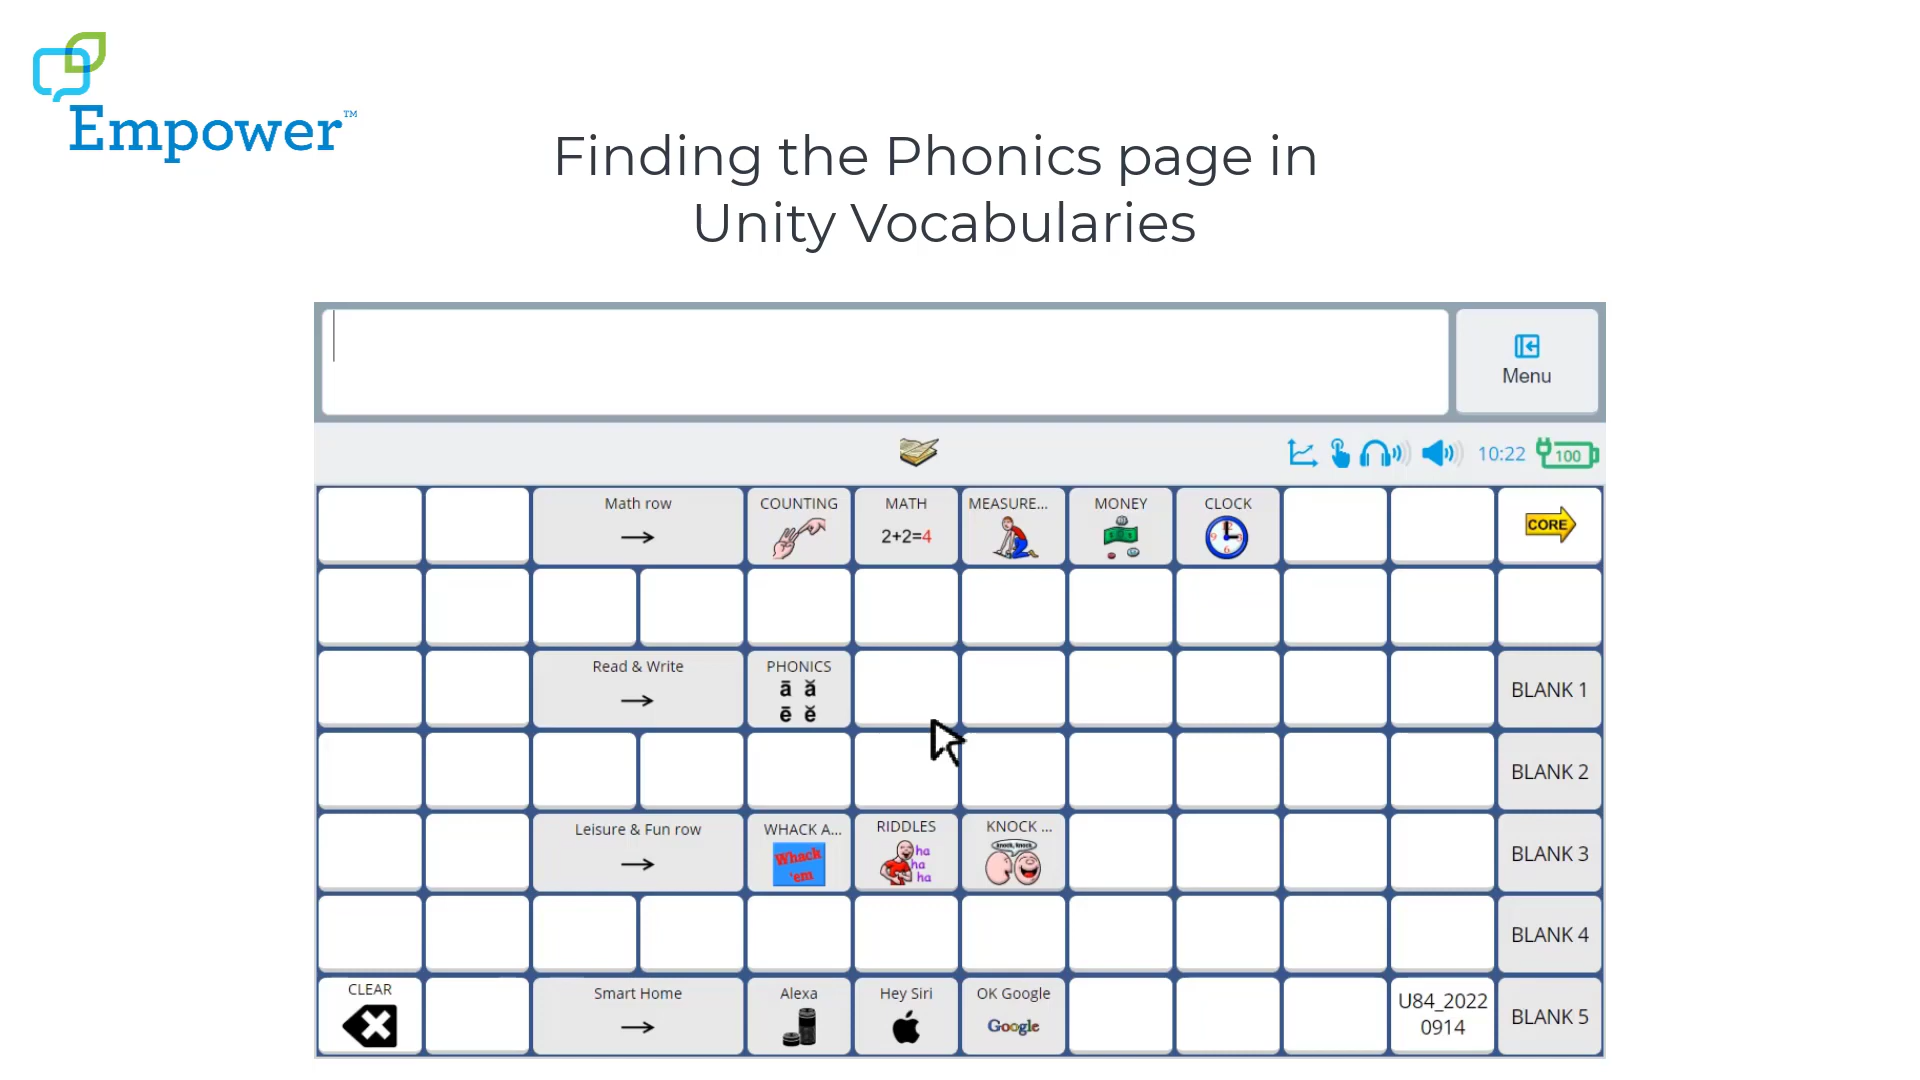 Empower™
Finding the Phonics page in
Unity Vocabularies
Menu
10:22
100
Math row
COUNTING
MATH
2+2=4
MEASURE...
MONEY
CLOCK
CORE
Read & Write
PHONICS
ā ă
ē ĕ
BLANK 1
BLANK 2
Leisure & Fun row
WHACK A...
Whack
'em
RIDDLES
ha
ha
ha
KNOCK ...
knock, knock
BLANK 3
BLANK 4
CLEAR
Smart Home
Alexa
Hey Siri
OK Google
Google
U84_2022
0914
BLANK 5